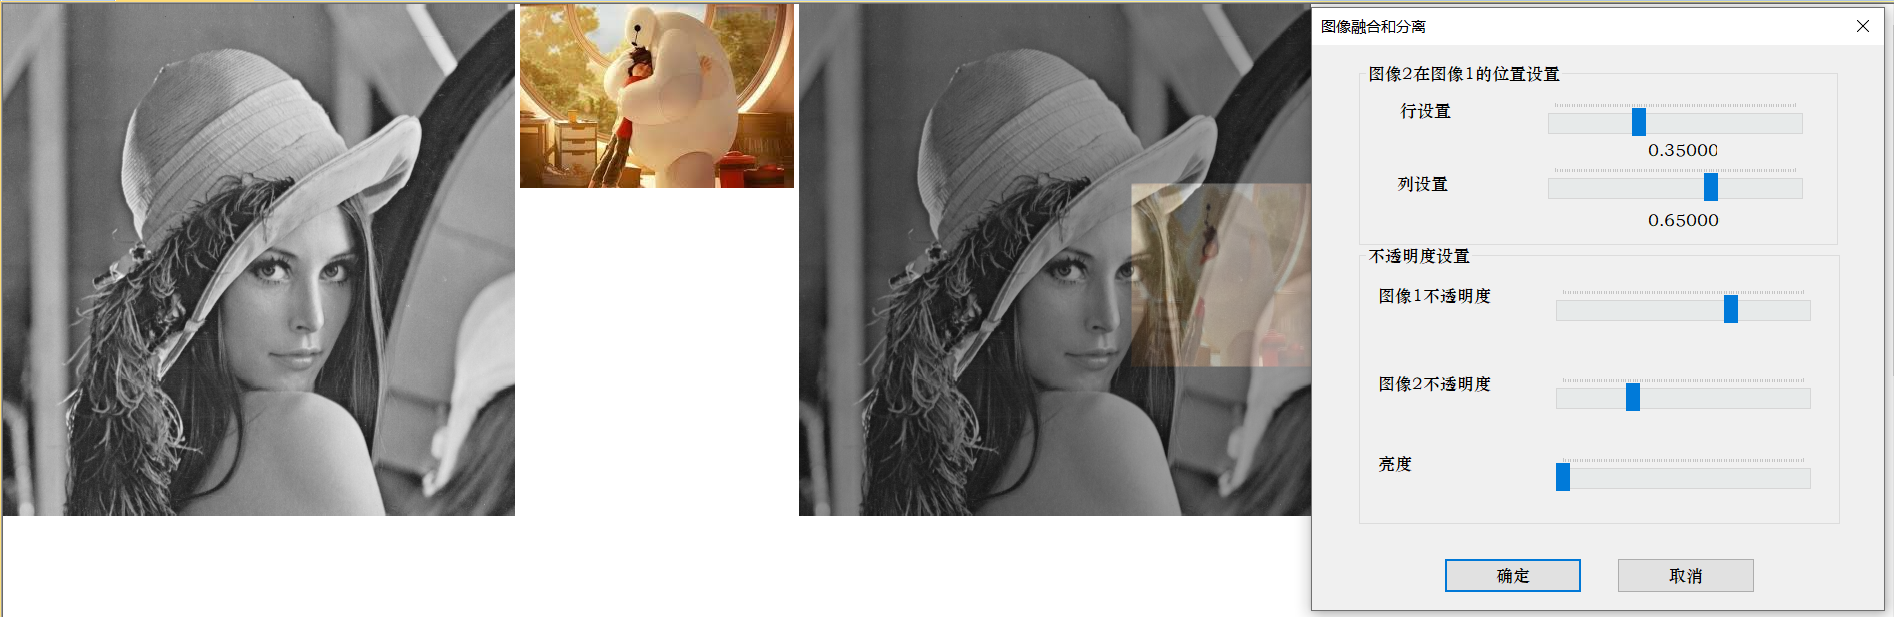 图像融合和分离
图像2在图像1的位置设置
行设置
0.35000
列设置
0.65000
不透明度设置
图像1不透明度
图像2不透明度
亮度
确定
取消